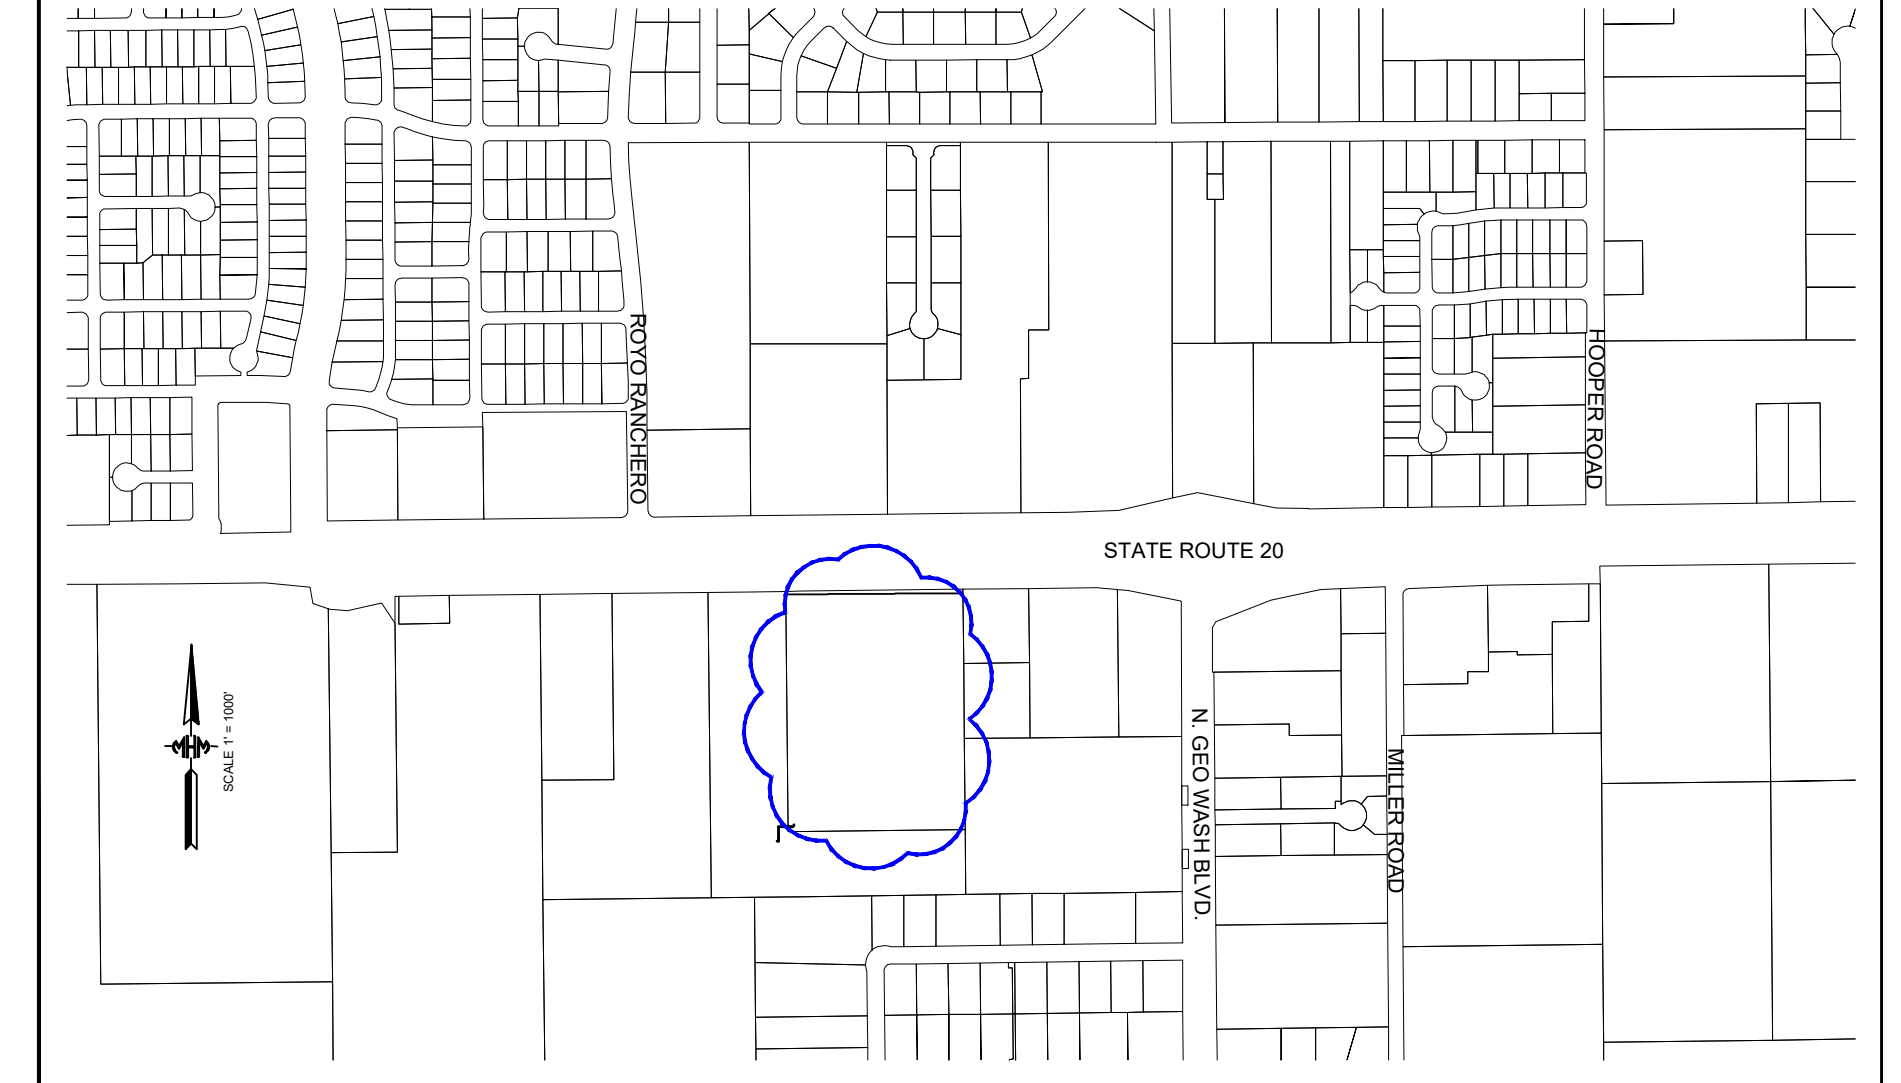 ROYO RANCHERO
HOOPER ROAD
STATE ROUTE 20
SCALE 1' = 1000'
MHM
N. GEO WASH BLVD.
MILLER ROAD